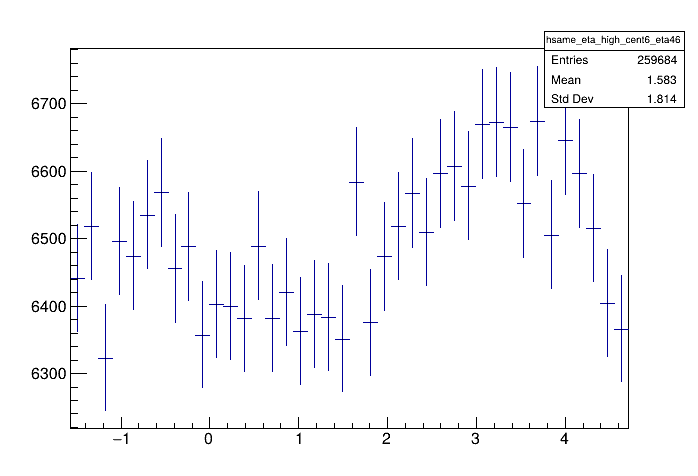 hsame_eta_high_cent6_eta46
Entries 259684
Mean 1.583
Std Dev 1.814
6700
6600
6500
6400
6300
−1 0 1 2 3 4